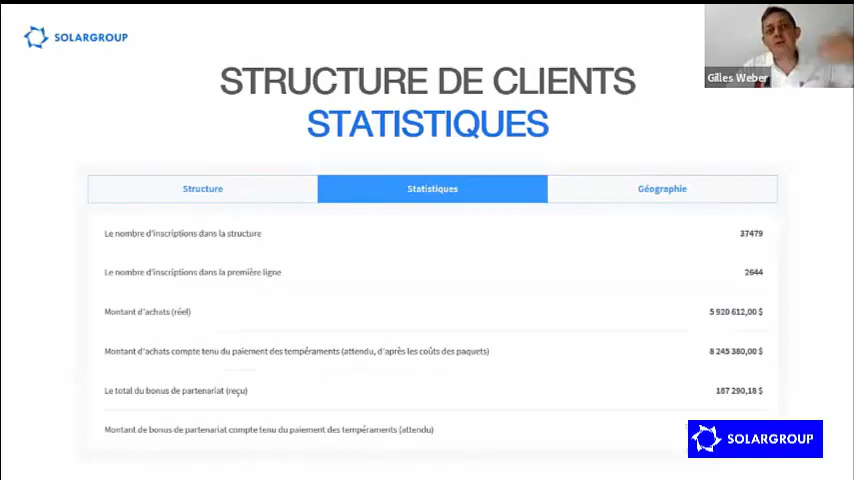 SOLARGROUP
Gilles Weber
STRUCTURE DE CLIENTS
STATISTIQUES
Structure
Statistiques
Géographie
Le nombre d'inscriptions dans la structure 37479
Le nombre d'inscriptions dans la première ligne 2644
Montant d'achats (réel) 5 920 612,00 $
Montant d'achats compte tenu du paiement des tempéraments (attendu, d'après les coûts des paquets) 8 245 380,00 $
Le total du bonus de partenariat (reçu) 187 290,18 $
Montant de bonus de partenariat compte tenu du paiement des tempéraments (attendu)
SOLARGROUP